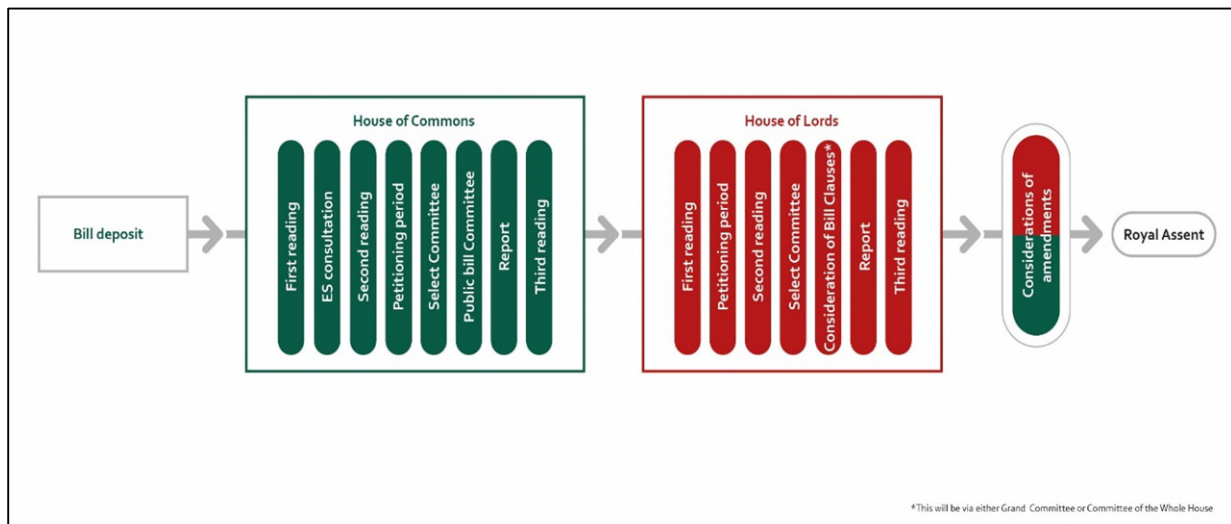 Bill deposit
House of Commons
First reading
ES consultation
Second reading
Petitioning period
Select Committee
Public bill Committee
Report
Third reading
House of Lords
First reading
Petitioning period
Second reading
Select Committee
Consideration of Bill Clauses*
Report
Third reading
Considerations of
amendments
Royal Assent
*This will be via either Grand Committee or Committee of the Whole House